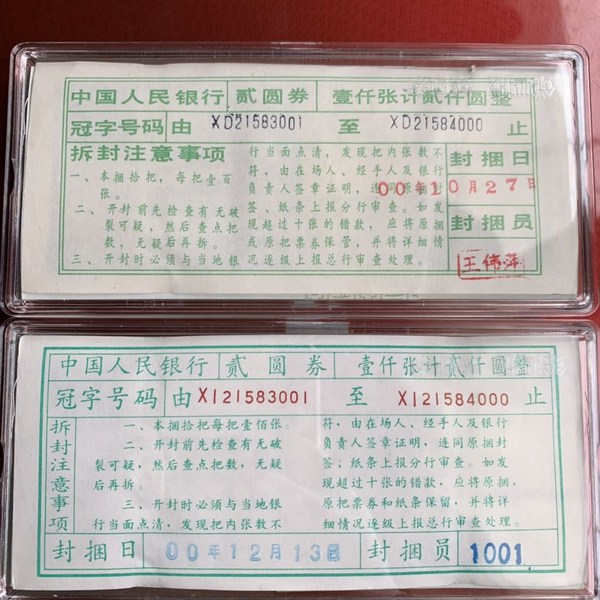 中国人民银行 贰圆券 壹仟张计贰仟圆整
冠字号码 由 XD21583001 至 XD21584000 止
拆封注意事项
一、本捆拾把，每把壹百
张。
二、开封前先检查有无破
裂可疑，然后查点把数
，无疑后再拆。
三、开封时必须与当地银
行当面点清，发现把内张数不
符，由在场人、经手人及银行
负责人签章证明，连同原捆封
签、纸条上报分行审查。如发
现超过十张的错款，应将原捆
或原把票券保管，并将详细情
况逐级上报总行审查处理。
封捆日
00年10月27日
封捆员
王伟萍
中国人民银行 贰圆券 壹仟张计贰仟圆整
冠字号码 由 XI21583001 至 XI21584000 止
拆封注意事项
一、本捆拾把每把壹佰张。
二、开封前先检查有无破
裂可疑，然后查点把数，无疑
后再拆。
三、开封时必须与当地银
行当面点清，发现把内张数不
符，由在场人、经手人及银行
负责人签章证明，连同原捆封
签、纸条上报分行审查。如发
现超过十张的借款，应将原捆
原把票券和纸条保留，并将详
细情况逐级上报总行审查处理。
封捆日 00年12月13日 封捆员 1001